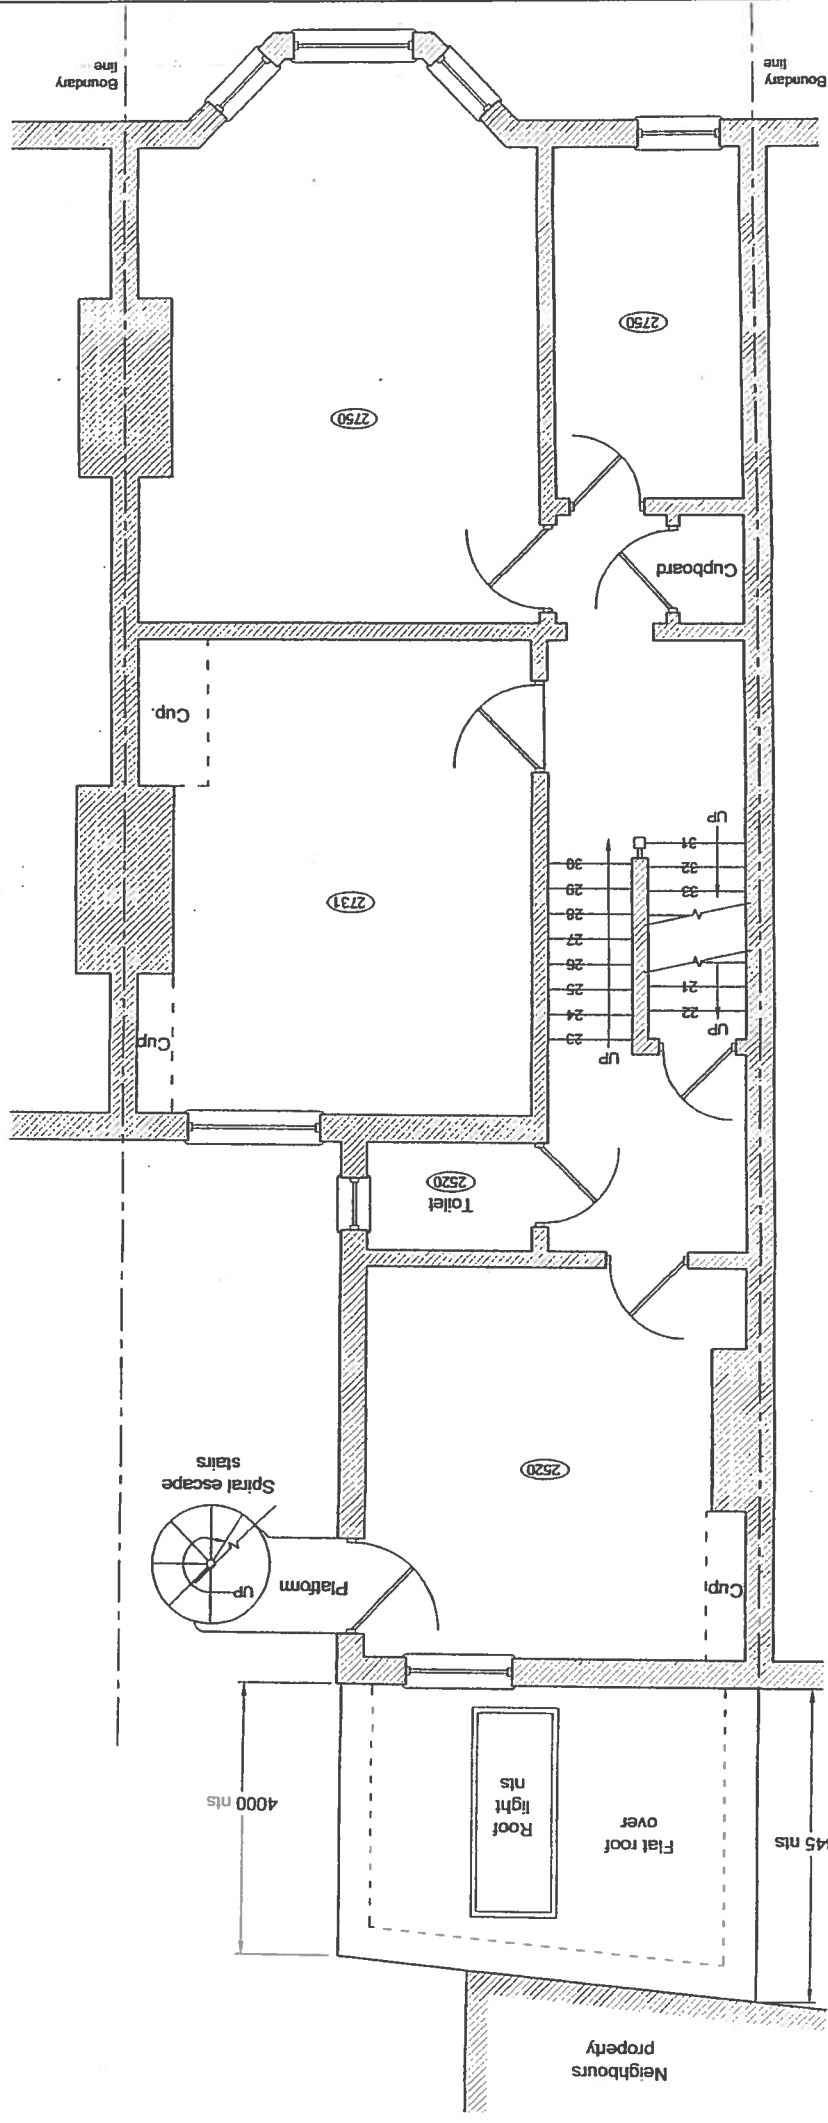 Neighbours
property
45 nts
Flat roof
over
Roof
light
nts
4000 nts
Cup.
Platform
UP
Spiral escape
stairs
2520
Toilet
2520
UP
22
21
UP
23
24
25
26
27
28
29
30
Cup
2731
33
32
31
UP
Cup.
Cupboard
2750
2750
Boundary
line
Boundary
line